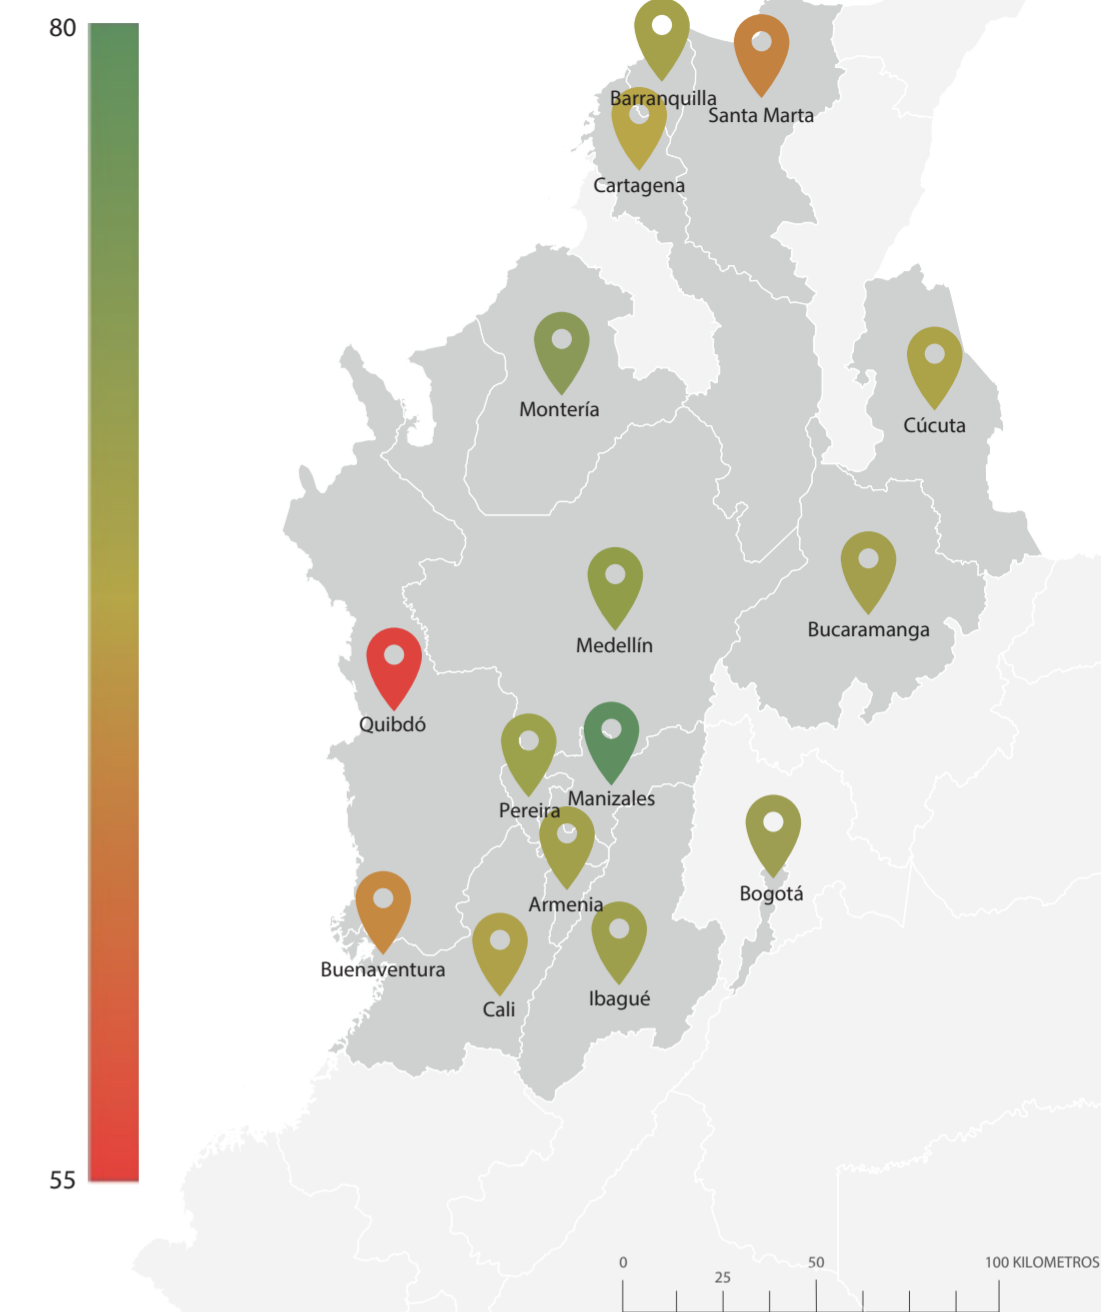 80
Barranquilla
Santa Marta
Cartagena
Montería
Cúcuta
Bucaramanga
Medellín
Quibdó
Manizales
Pereira
Bogotá
Armenia
Buenaventura
Ibagué
Cali
55
0 25 50 100 KILOMETROS